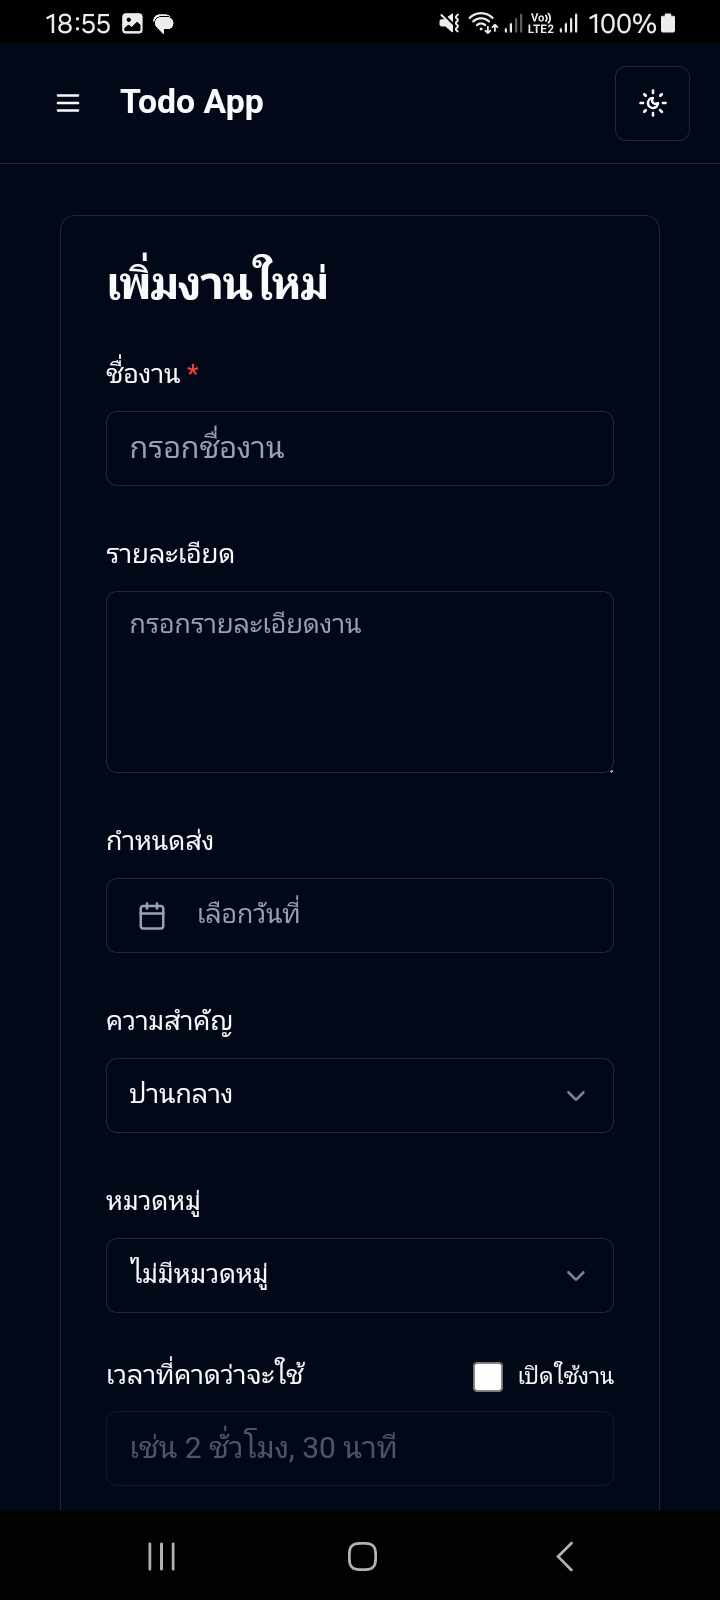 18:55
Vo)) LTE2
100%
Todo App
เพิ่มงานใหม่
ชื่องาน *
กรอกชื่องาน
รายละเอียด
กรอกรายละเอียดงาน
กำหนดส่ง
เลือกวันที่
ความสำคัญ
ปานกลาง
หมวดหมู่
ไม่มีหมวดหมู่
เวลาที่คาดว่าจะใช้
เปิดใช้งาน
เช่น 2 ชั่วโมง, 30 นาที